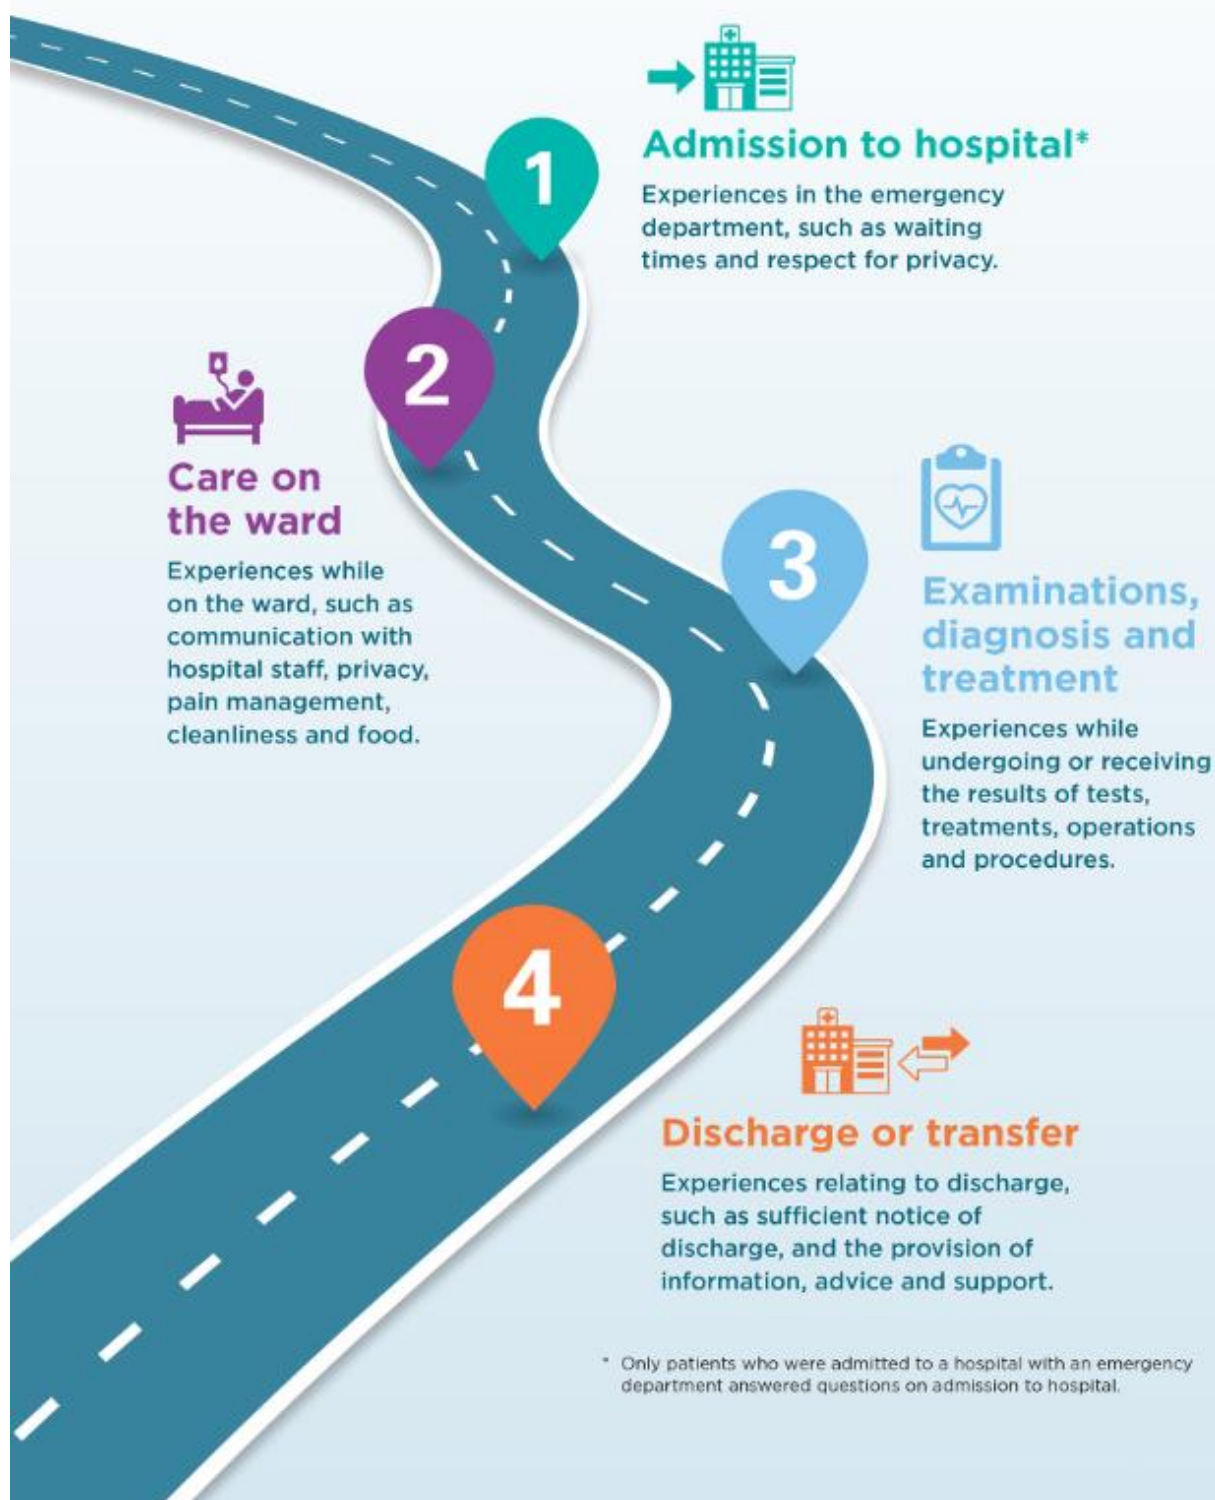 1
Admission to hospital*
Experiences in the emergency
department, such as waiting
times and respect for privacy.
2
Care on
the ward
Experiences while
on the ward, such as
communication with
hospital staff, privacy,
pain management,
cleanliness and food.
3
Examinations,
diagnosis and
treatment
Experiences while
undergoing or receiving
the results of tests,
treatments, operations
and procedures.
4
Discharge or transfer
Experiences relating to discharge,
such as sufficient notice of
discharge, and the provision of
information, advice and support.
* Only patients who were admitted to a hospital with an emergency
department answered questions on admission to hospital.